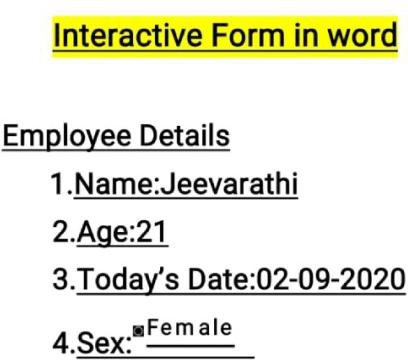 Interactive Form in word
Employee Details
1.Name:Jeevarathi
2.Age:21
3.Today’s Date:02-09-2020
4.Sex:◙Female